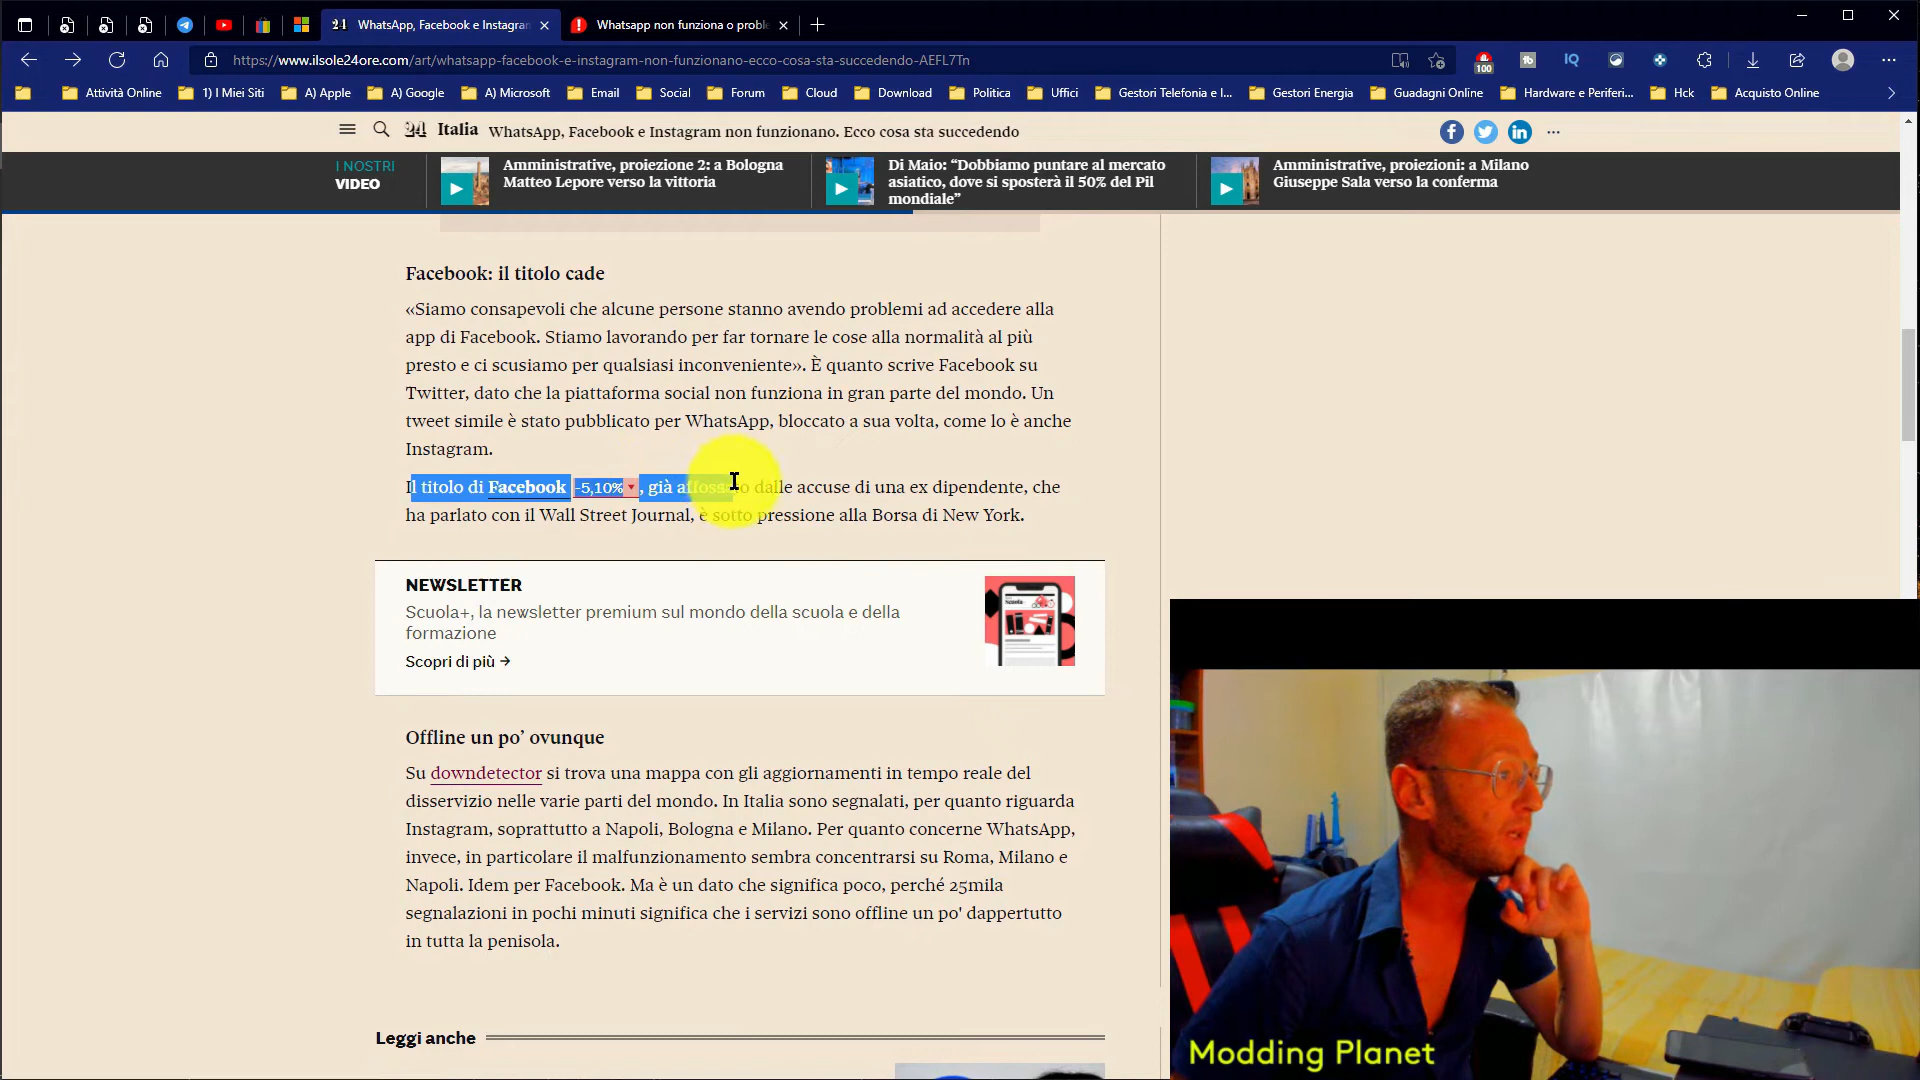 WhatsApp, Facebook e Instagram
Whatsapp non funziona o probl
https://www.ilsole24ore.com/art/whatsapp-facebook-e-instagram-non-funzionano-ecco-cosa-sta-succedendo-AEFL7Tn
100
Attività Online
1) I Miei Siti
A) Apple
A) Google
A) Microsoft
Email
Social
Forum
Cloud
Download
Politica
Uffici
Gestori Telefonia e I...
Gestori Energia
Guadagni Online
Hardware e Periferi...
Hck
Acquisto Online
24 Italia WhatsApp, Facebook e Instagram non funzionano. Ecco cosa sta succedendo
I NOSTRI
VIDEO
Amministrative, proiezione 2: a Bologna
Matteo Lepore verso la vittoria
Di Maio: “Dobbiamo puntare al mercato
asiatico, dove si sposterà il 50% del Pil
mondiale”
Amministrative, proiezioni: a Milano
Giuseppe Sala verso la conferma
Facebook: il titolo cade
«Siamo consapevoli che alcune persone stanno avendo problemi ad accedere alla
app di Facebook. Stiamo lavorando per far tornare le cose alla normalità al più
presto e ci scusiamo per qualsiasi inconveniente». È quanto scrive Facebook su
Twitter, dato che la piattaforma social non funziona in gran parte del mondo. Un
tweet simile è stato pubblicato per WhatsApp, bloccato a sua volta, come lo è anche
Instagram.
Il titolo di Facebook -5,10% , già affossato dalle accuse di una ex dipendente, che
ha parlato con il Wall Street Journal, è sotto pressione alla Borsa di New York.
NEWSLETTER
Scuola+, la newsletter premium sul mondo della scuola e della
formazione
Scopri di più →
Offline un po’ ovunque
Su downdetector si trova una mappa con gli aggiornamenti in tempo reale del
disservizio nelle varie parti del mondo. In Italia sono segnalati, per quanto riguarda
Instagram, soprattutto a Napoli, Bologna e Milano. Per quanto concerne WhatsApp,
invece, in particolare il malfunzionamento sembra concentrarsi su Roma, Milano e
Napoli. Idem per Facebook. Ma è un dato che significa poco, perché 25mila
segnalazioni in pochi minuti significa che i servizi sono offline un po' dappertutto
in tutta la penisola.
Leggi anche
Modding Planet